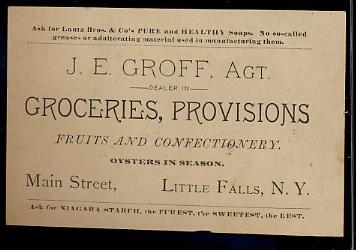 Ask for Lautz Bros. & Co's PURE and HEALTHY Soaps. No so-called
greases or adulterating material used in manufacturing them.
J. E. GROFF, AGT.
DEALER IN
GROCERIES, PROVISIONS
FRUITS AND CONFECTIONERY.
OYSTERS IN SEASON.
Main Street, LITTLE FALLS, N. Y.
Ask for NIAGARA STARCH, the PUREST, the SWEETEST, the BEST.